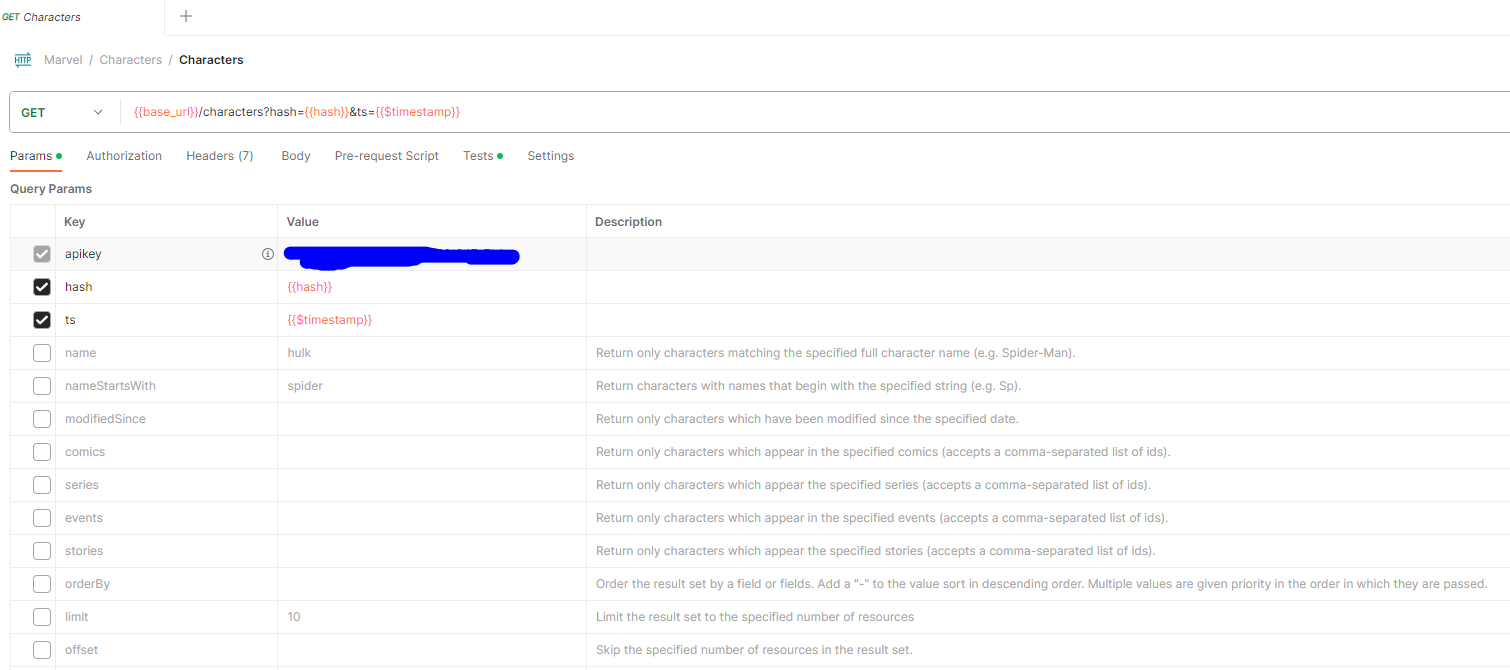 GET Characters
HTTP Marvel / Characters / Characters
GET {{base_url}}/characters?hash={{hash}}&ts={{$timestamp}}
Params Authorization Headers (7) Body Pre-request Script Tests Settings
Query Params
Key Value Description
apikey
hash {{hash}}
ts {{$timestamp}}
name hulk Return only characters matching the specified full character name (e.g. Spider-Man).
nameStartsWith spider Return characters with names that begin with the specified string (e.g. Sp).
modifiedSince Return only characters which have been modified since the specified date.
comics Return only characters which appear in the specified comics (accepts a comma-separated list of ids).
series Return only characters which appear the specified series (accepts a comma-separated list of ids).
events Return only characters which appear in the specified events (accepts a comma-separated list of ids).
stories Return only characters which appear the specified stories (accepts a comma-separated list of ids).
orderBy Order the result set by a field or fields. Add a "-" to the value sort in descending order. Multiple values are given priority in the order in which they are passed.
limit 10 Limit the result set to the specified number of resources
offset Skip the specified number of resources in the result set.